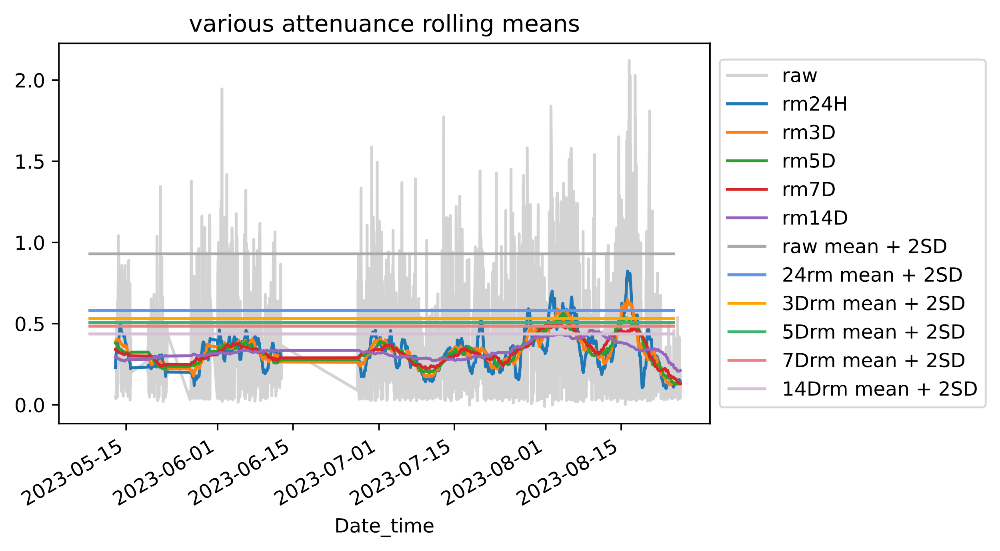 various attenuance rolling means
2.0
1.5
1.0
0.5
0.0
2023-05-15
2023-06-01
2023-06-15
2023-07-01
2023-07-15
2023-08-01
2023-08-15
Date_time
raw
rm24H
rm3D
rm5D
rm7D
rm14D
raw mean + 2SD
24rm mean + 2SD
3Drm mean + 2SD
5Drm mean + 2SD
7Drm mean + 2SD
14Drm mean + 2SD